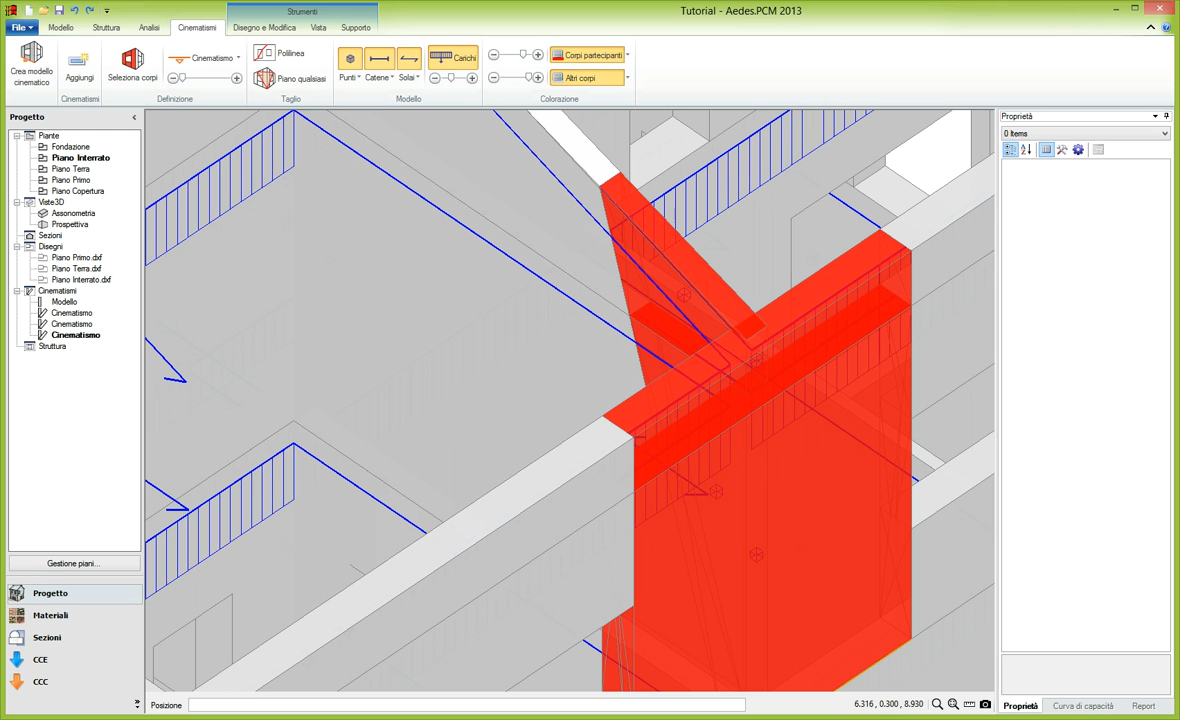 Strumenti
Tutorial - Aedes.PCM 2013
File
Modello
Struttura
Analisi
Cinematismi
Disegno e Modifica
Vista
Supporto
Crea modello
cinematico
Aggiungi
Cinematismi
Seleziona corpi
Cinematismo
Definizione
Polilinea
Piano qualsiasi
Taglio
Punti
Catene
Solai
Carichi
Modello
Corpi partecipanti
Altri corpi
Colorazione
Progetto
Piante
Fondazione
Piano Interrato
Piano Terra
Piano Primo
Piano Copertura
Viste3D
Assonometria
Prospettiva
Sezioni
Disegni
Piano Primo.dxf
Piano Terra.dxf
Piano Interrato.dxf
Cinematismi
Modello
Cinematismo
Cinematismo
Cinematismo
Struttura
Gestione piani...
Progetto
Materiali
Sezioni
CCE
CCC
Posizione
6.316, 0.300, 8.930
Proprietà
0 Items
Proprietà
Curva di capacità
Report